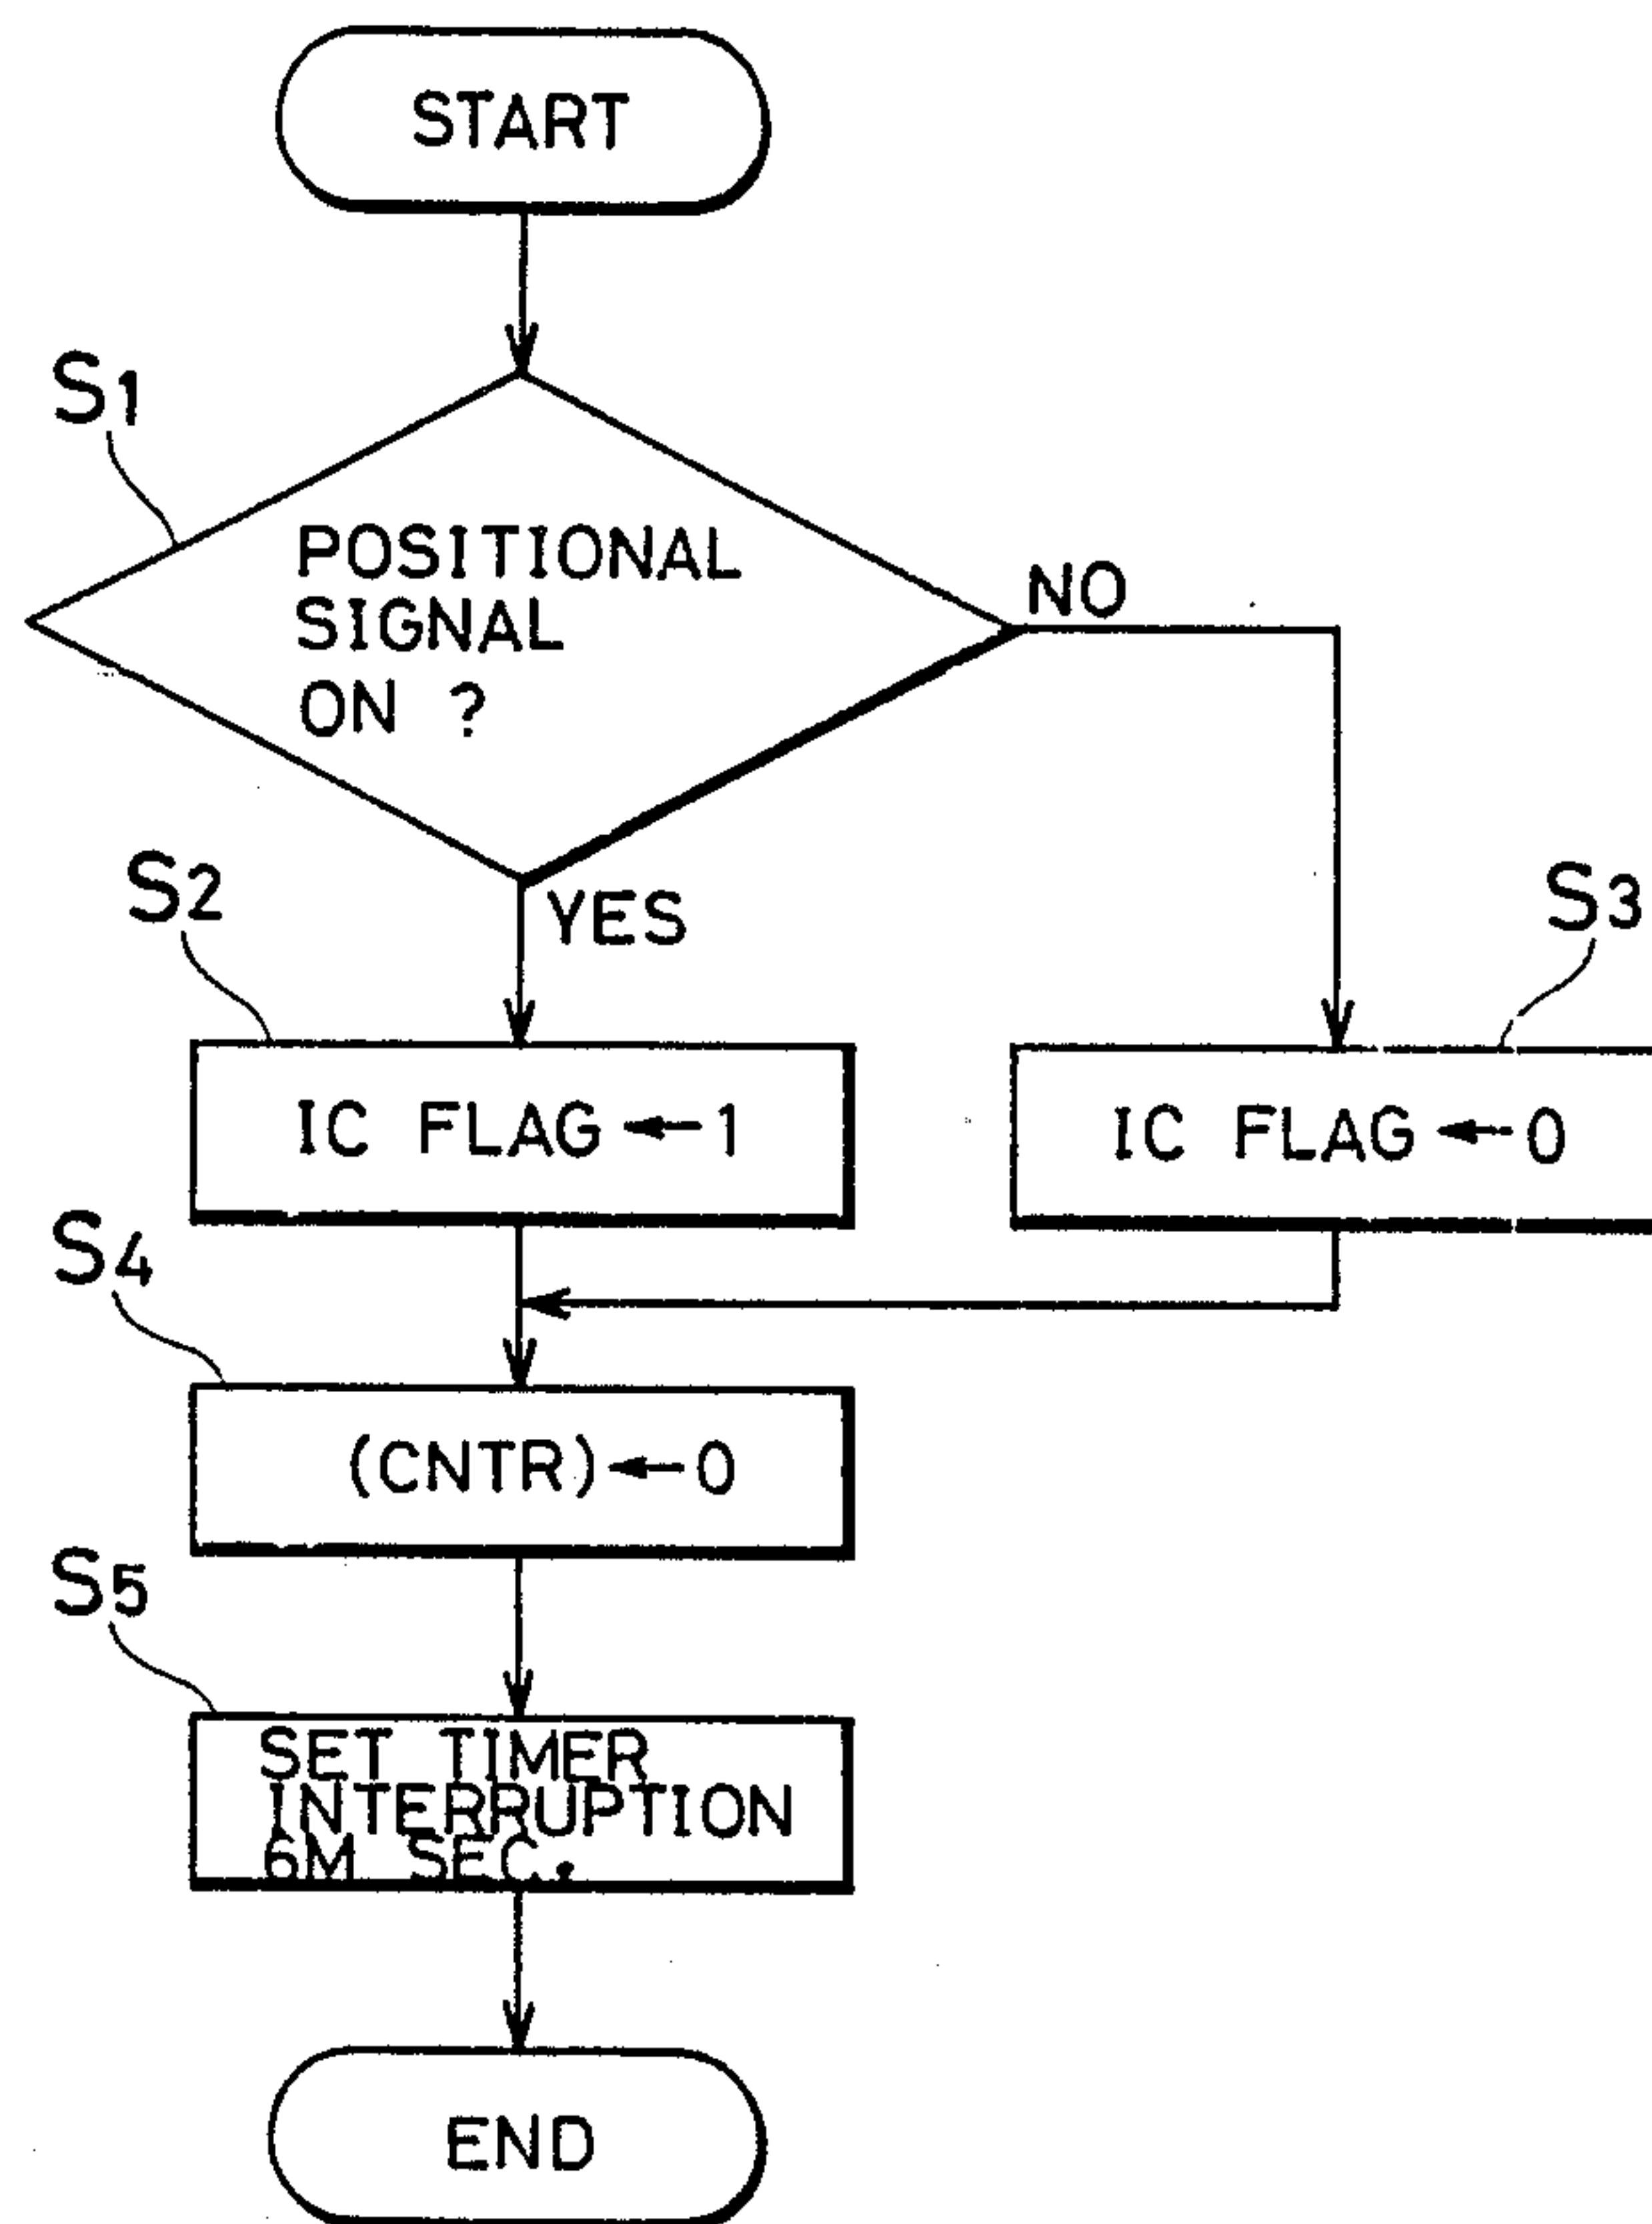 START
S1
POSITIONAL
SIGNAL
ON ?
NO
YES
S2
IC FLAG ← 1
S3
IC FLAG ← 0
S4
(CNTR) ← 0
S5
SET TIMER
INTERRUPTION
6M SEC.
END